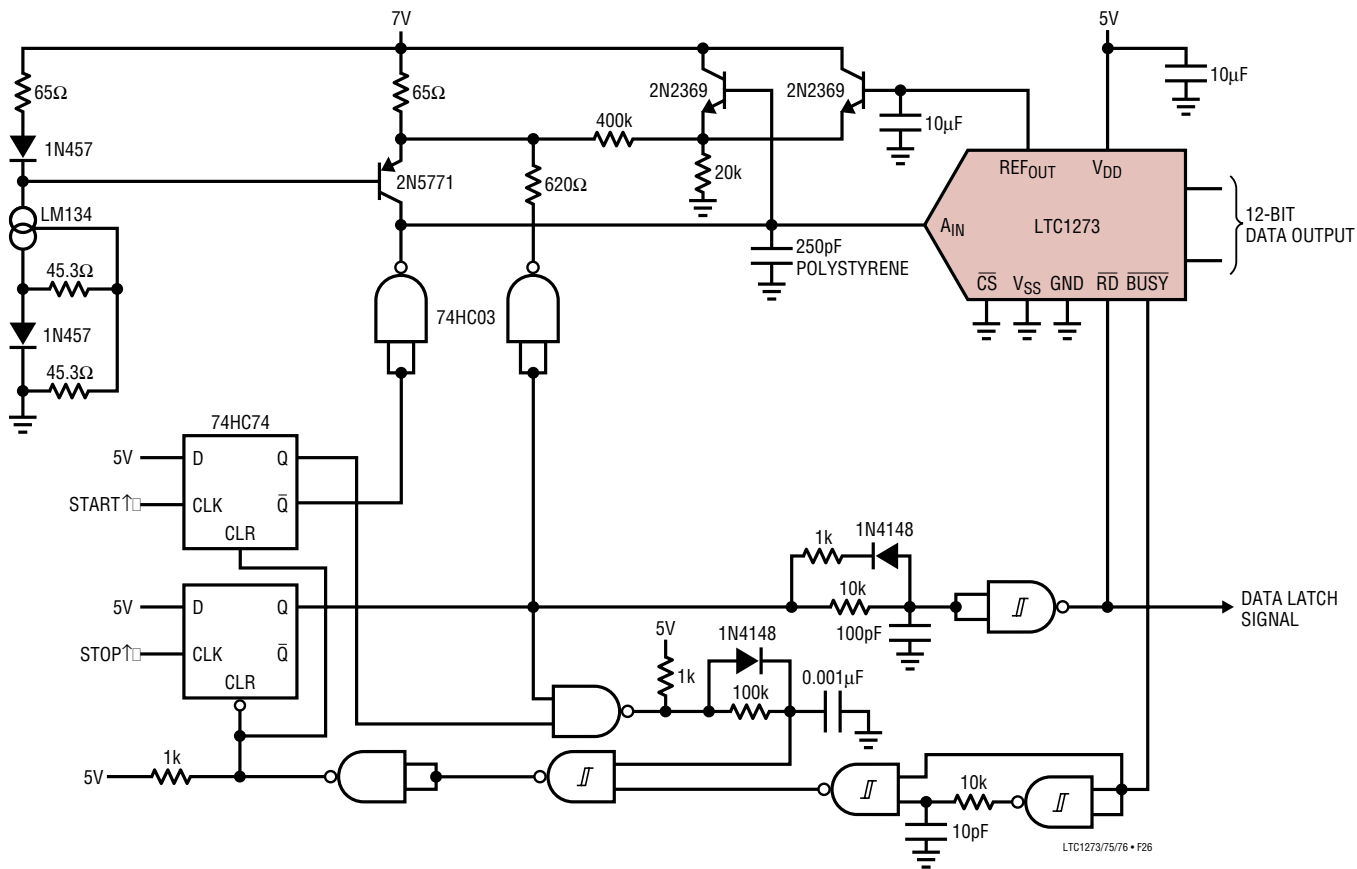 7V
5V
65Ω
65Ω
2N2369
2N2369
10µF
10µF
400k
1N457
2N5771
620Ω
20k
REFOUT
VDD
LM134
AIN
LTC1273
12-BIT
DATA OUTPUT
250pF
POLYSTYRENE
45.3Ω
CS
VSS
GND
RD
BUSY
74HC03
1N457
45.3Ω
74HC74
5V
D
Q
START↑
CLK
Q
CLR
1k
1N4148
10k
5V
D
Q
100pF
DATA LATCH
SIGNAL
STOP↑
CLK
Q
CLR
5V
1k
1N4148
100k
0.001µF
5V
1k
10k
10pF
LTC1273/75/76 • F26